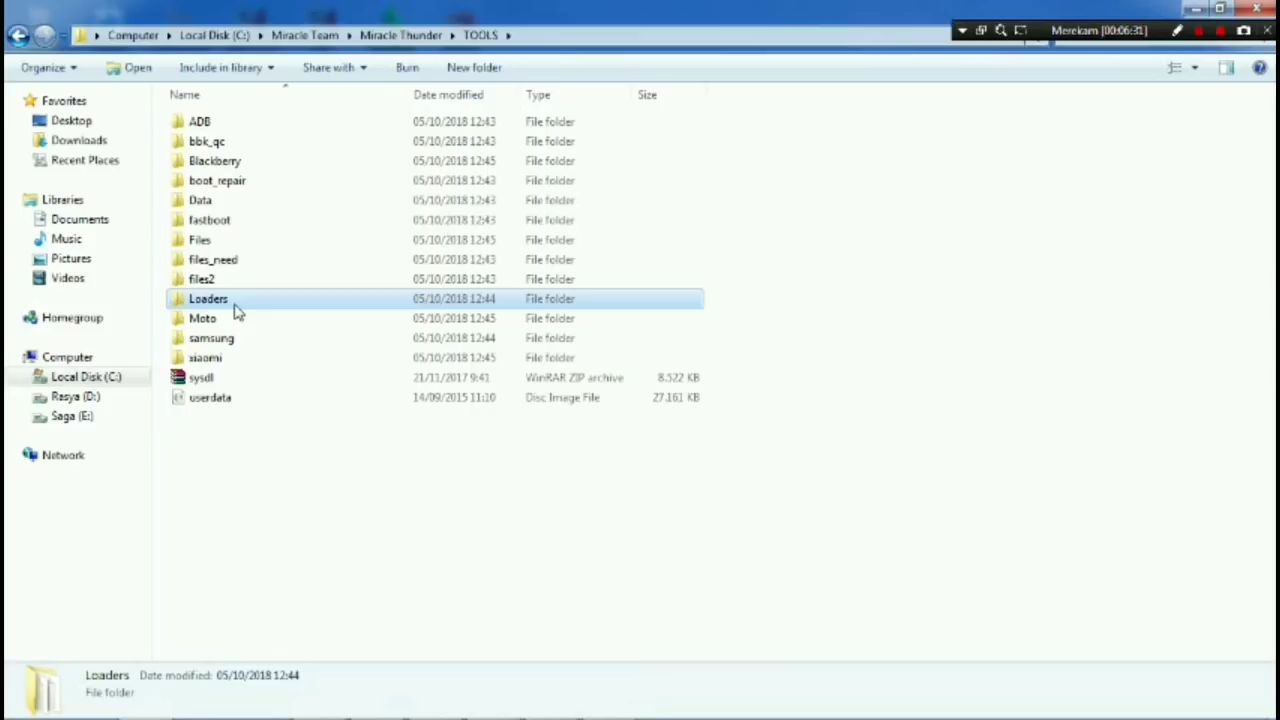 Computer Local Disk (C:) Miracle Team Miracle Thunder TOOLS
Merekam [00:06:31]
Organize Open Include in library Share with Burn New folder
Favorites
Desktop
Downloads
Recent Places
Libraries
Documents
Music
Pictures
Videos
Homegroup
Computer
Local Disk (C:)
Rasya (D:)
Saga (E:)
Network
Name Date modified Type Size
ADB 05/10/2018 12:43 File folder
bbk_qc 05/10/2018 12:43 File folder
Blackberry 05/10/2018 12:45 File folder
boot_repair 05/10/2018 12:43 File folder
Data 05/10/2018 12:43 File folder
fastboot 05/10/2018 12:43 File folder
Files 05/10/2018 12:45 File folder
files_need 05/10/2018 12:43 File folder
files2 05/10/2018 12:43 File folder
Loaders 05/10/2018 12:44 File folder
Moto 05/10/2018 12:45 File folder
samsung 05/10/2018 12:44 File folder
xiaomi 05/10/2018 12:45 File folder
sysdl 21/11/2017 9:41 WinRAR ZIP archive 8.522 KB
userdata 14/09/2015 11:10 Disc Image File 27.161 KB
Loaders Date modified: 05/10/2018 12:44
File folder